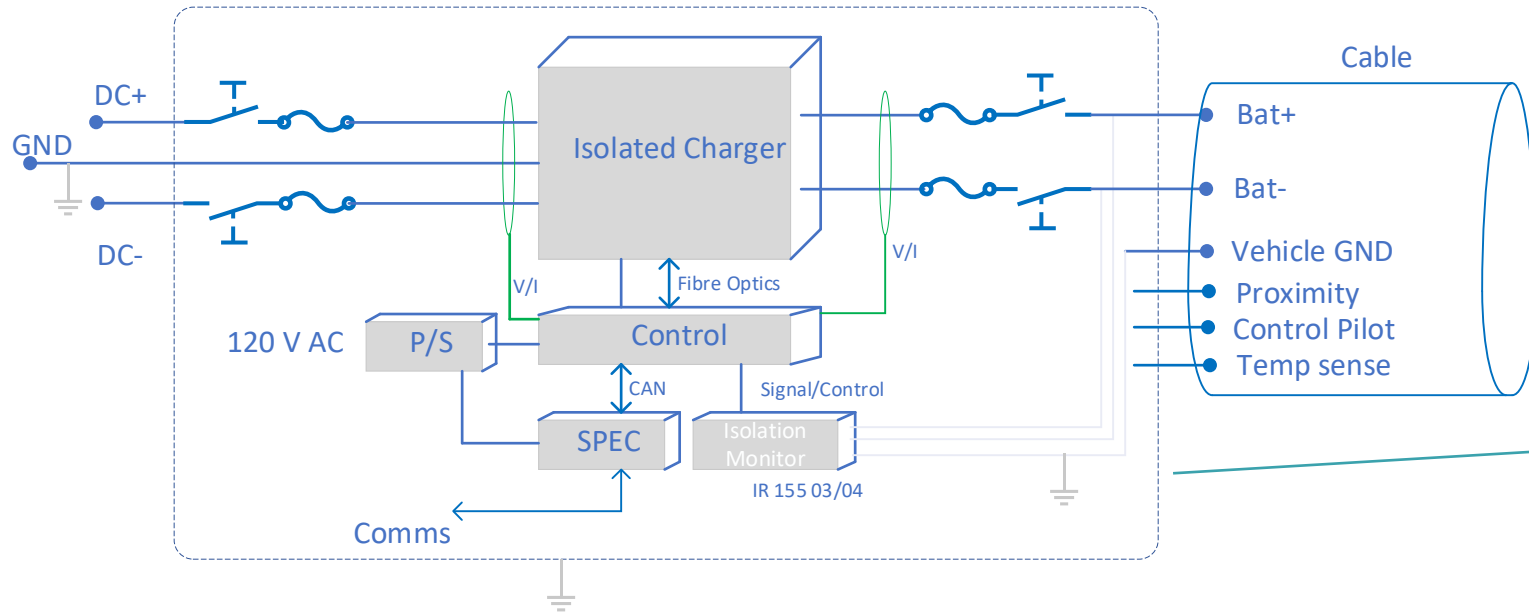 Cable
DC+
Bat+
GND
Isolated Charger
Bat-
DC-
V/I
Fibre Optics
V/I
Vehicle GND
Proximity
120 V AC
P/S
Control
Control Pilot
Temp sense
CAN
Signal/Control
SPEC
Isolation
Monitor
IR 155 03/04
Comms